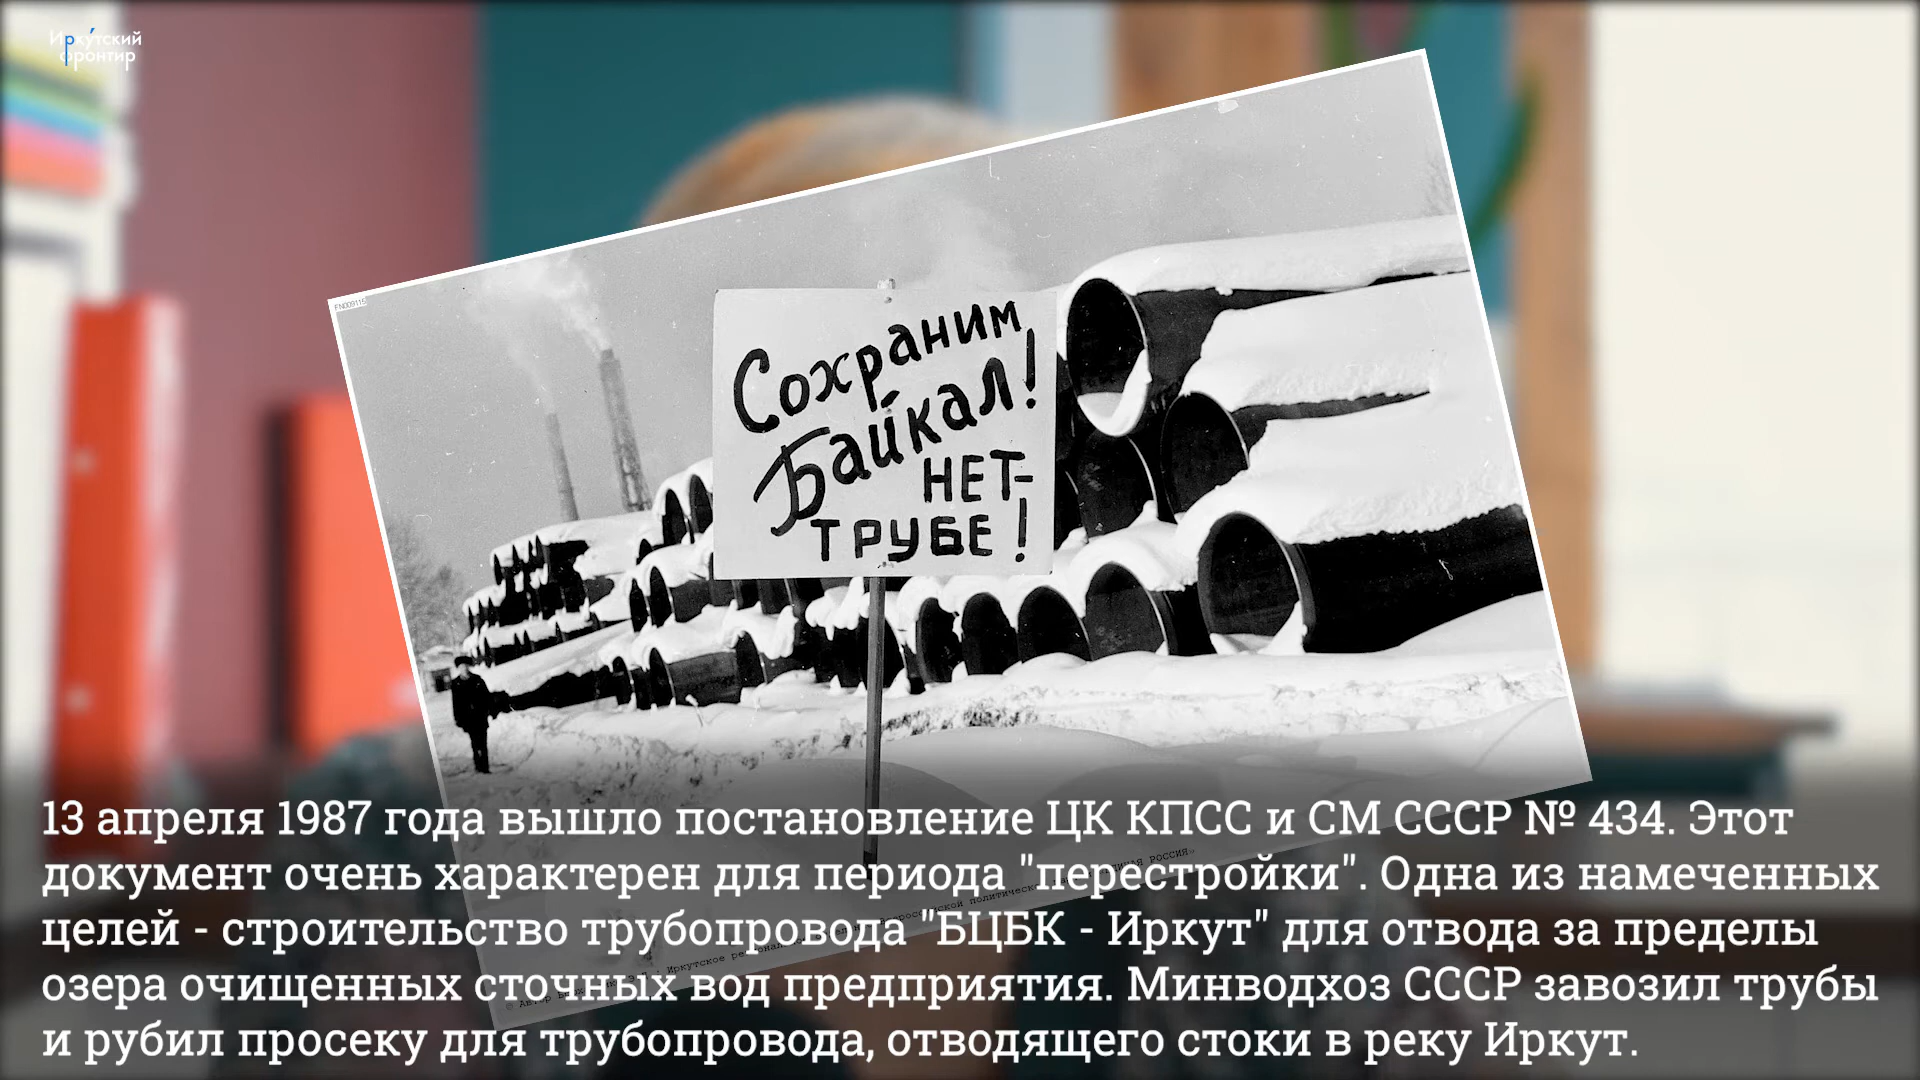 Иркутский
фронтир
FN009115
Сохраним
Байкал!
НЕТ-
ТРУБЕ!
13 апреля 1987 года вышло постановление ЦК КПСС и СМ СССР № 434. Этот
документ очень характерен для периода "перестройки". Одна из намеченных
целей - строительство трубопровода "БЦБК - Иркут" для отвода за пределы
озера очищенных сточных вод предприятия. Минводхоз СССР завозил трубы
и рубил просеку для трубопровода, отводящего стоки в реку Иркут.